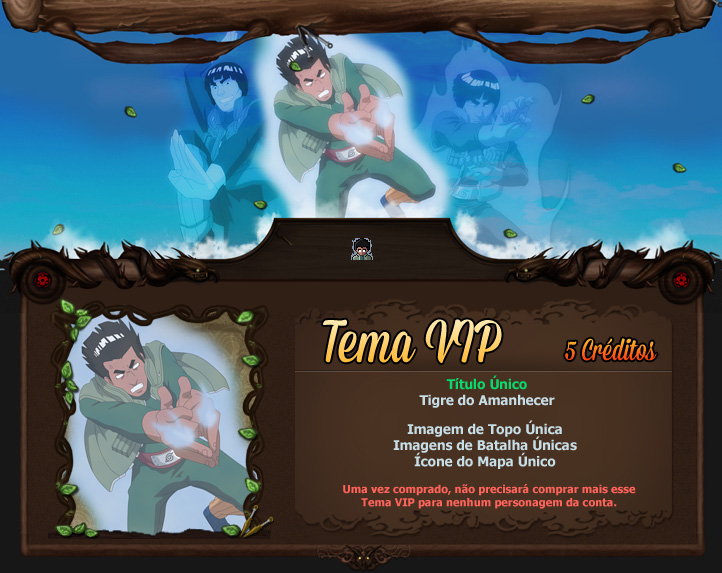 Tema VIP
5 Créditos
Título Único
Tigre do Amanhecer
Imagem de Topo Única
Imagens de Batalha Únicas
Ícone do Mapa Único
Uma vez comprado, não precisará comprar mais esse
Tema VIP para nenhum personagem da conta.